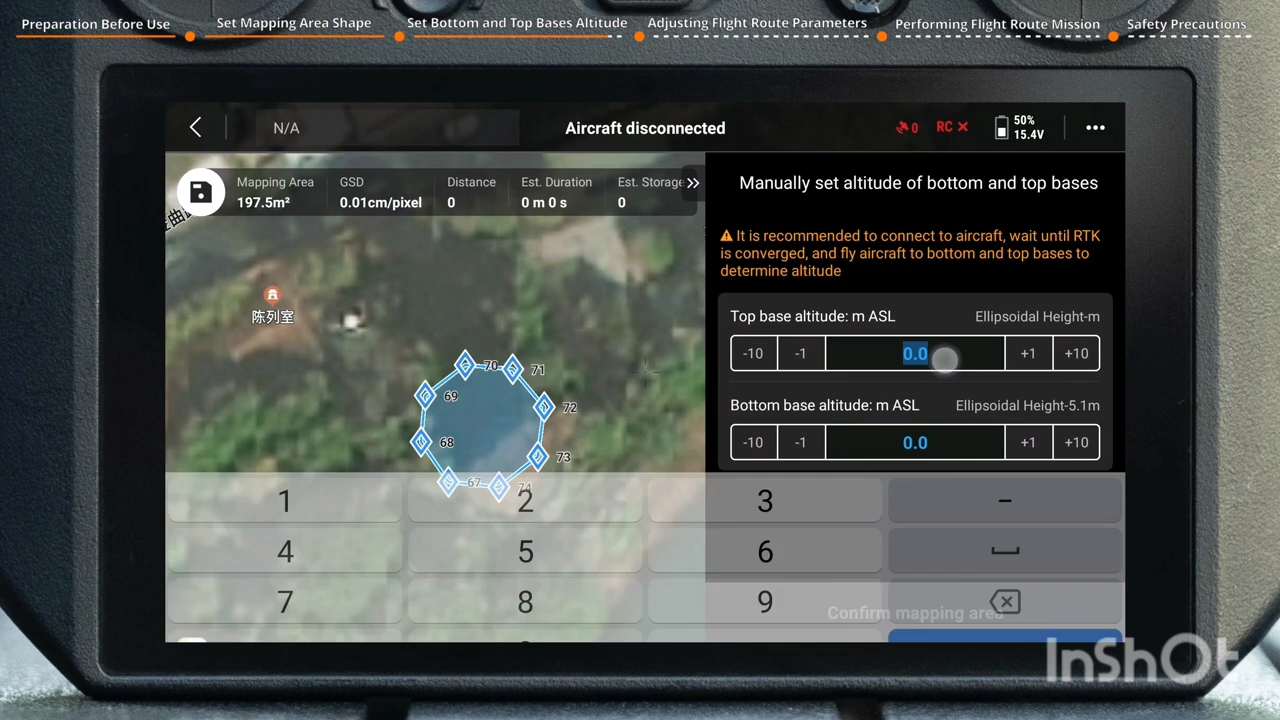 Preparation Before Use
Set Mapping Area Shape
Set Bottom and Top Bases Altitude
Adjusting Flight Route Parameters
Performing Flight Route Mission
Safety Precautions
N/A
Aircraft disconnected
0
RC
50%
15.4V
Mapping Area
197.5m²
GSD
0.01cm/pixel
Distance
0
Est. Duration
0 m 0 s
Est. Storage
0
Manually set altitude of bottom and top bases
It is recommended to connect to aircraft, wait until RTK
is converged, and fly aircraft to bottom and top bases to
determine altitude
陈列室
Top base altitude: m ASL
Ellipsoidal Height-m
-10
-1
0.0
+1
+10
Bottom base altitude: m ASL
Ellipsoidal Height-5.1m
-10
-1
0.0
+1
+10
70
71
69
72
68
73
67
74
1
2
3
–
4
5
6
7
8
9
Confirm mapping area
InShOt